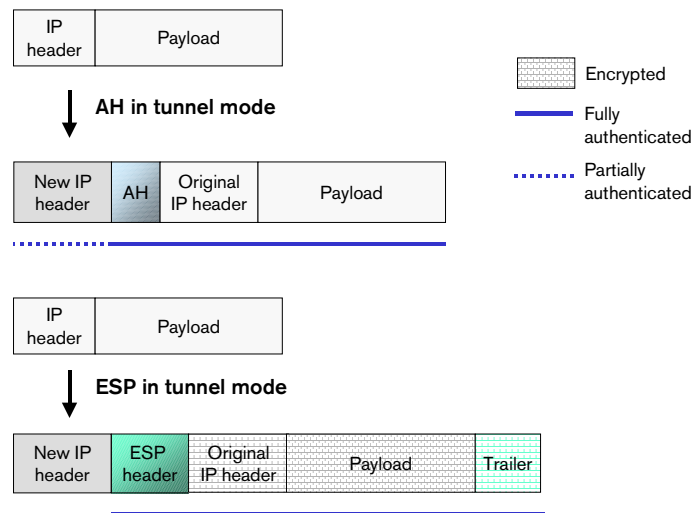 IP
header
Payload
Encrypted
AH in tunnel mode
Fully
authenticated
Partially
authenticated
New IP
header
AH
Original
IP header
Payload
IP
header
Payload
ESP in tunnel mode
New IP
header
ESP
header
Original
IP header
Payload
Trailer